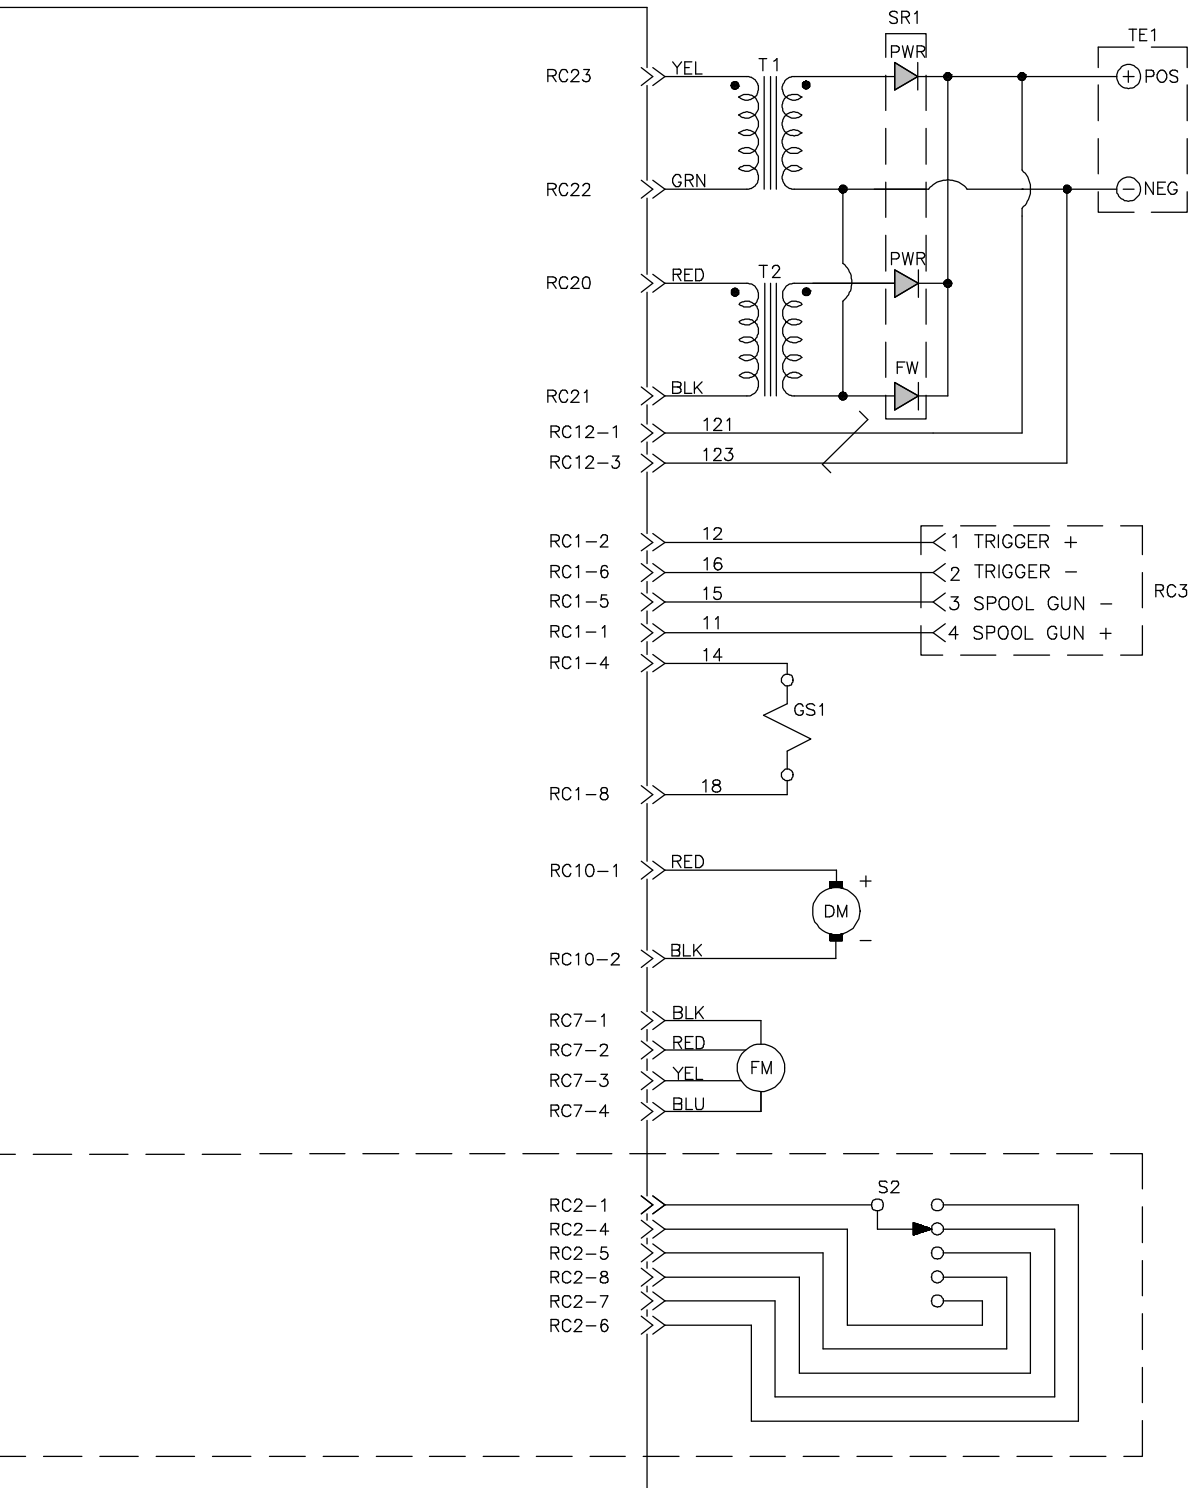 SR1
TE1
PWR
RC23 YEL T1 + POS
RC22 GRN − NEG
PWR
RC20 RED T2
FW
RC21 BLK
RC12-1 121
RC12-3 123
RC1-2 12 1 TRIGGER +
RC1-6 16 2 TRIGGER -
RC3
RC1-5 15 3 SPOOL GUN -
RC1-1 11 4 SPOOL GUN +
RC1-4 14
GS1
RC1-8 18
RC10-1 RED
+
DM
−
RC10-2 BLK
RC7-1 BLK
RC7-2 RED
FM
RC7-3 YEL
RC7-4 BLU
S2
RC2-1
RC2-4
RC2-5
RC2-8
RC2-7
RC2-6